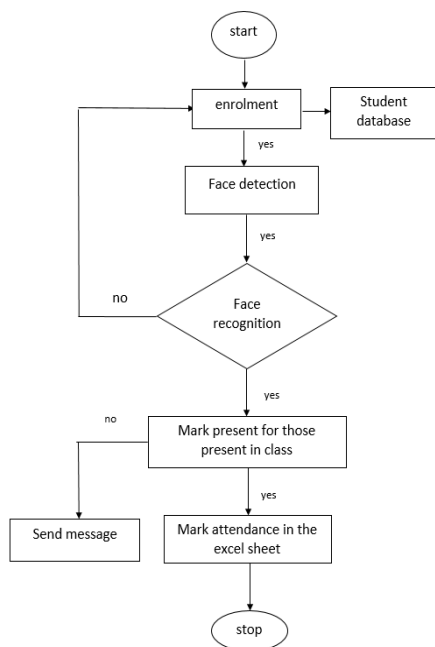 start
enrolment
Student
database
yes
Face detection
yes
no
Face
recognition
yes
no
Mark present for those
present in class
yes
Send message
Mark attendance in the
excel sheet
stop